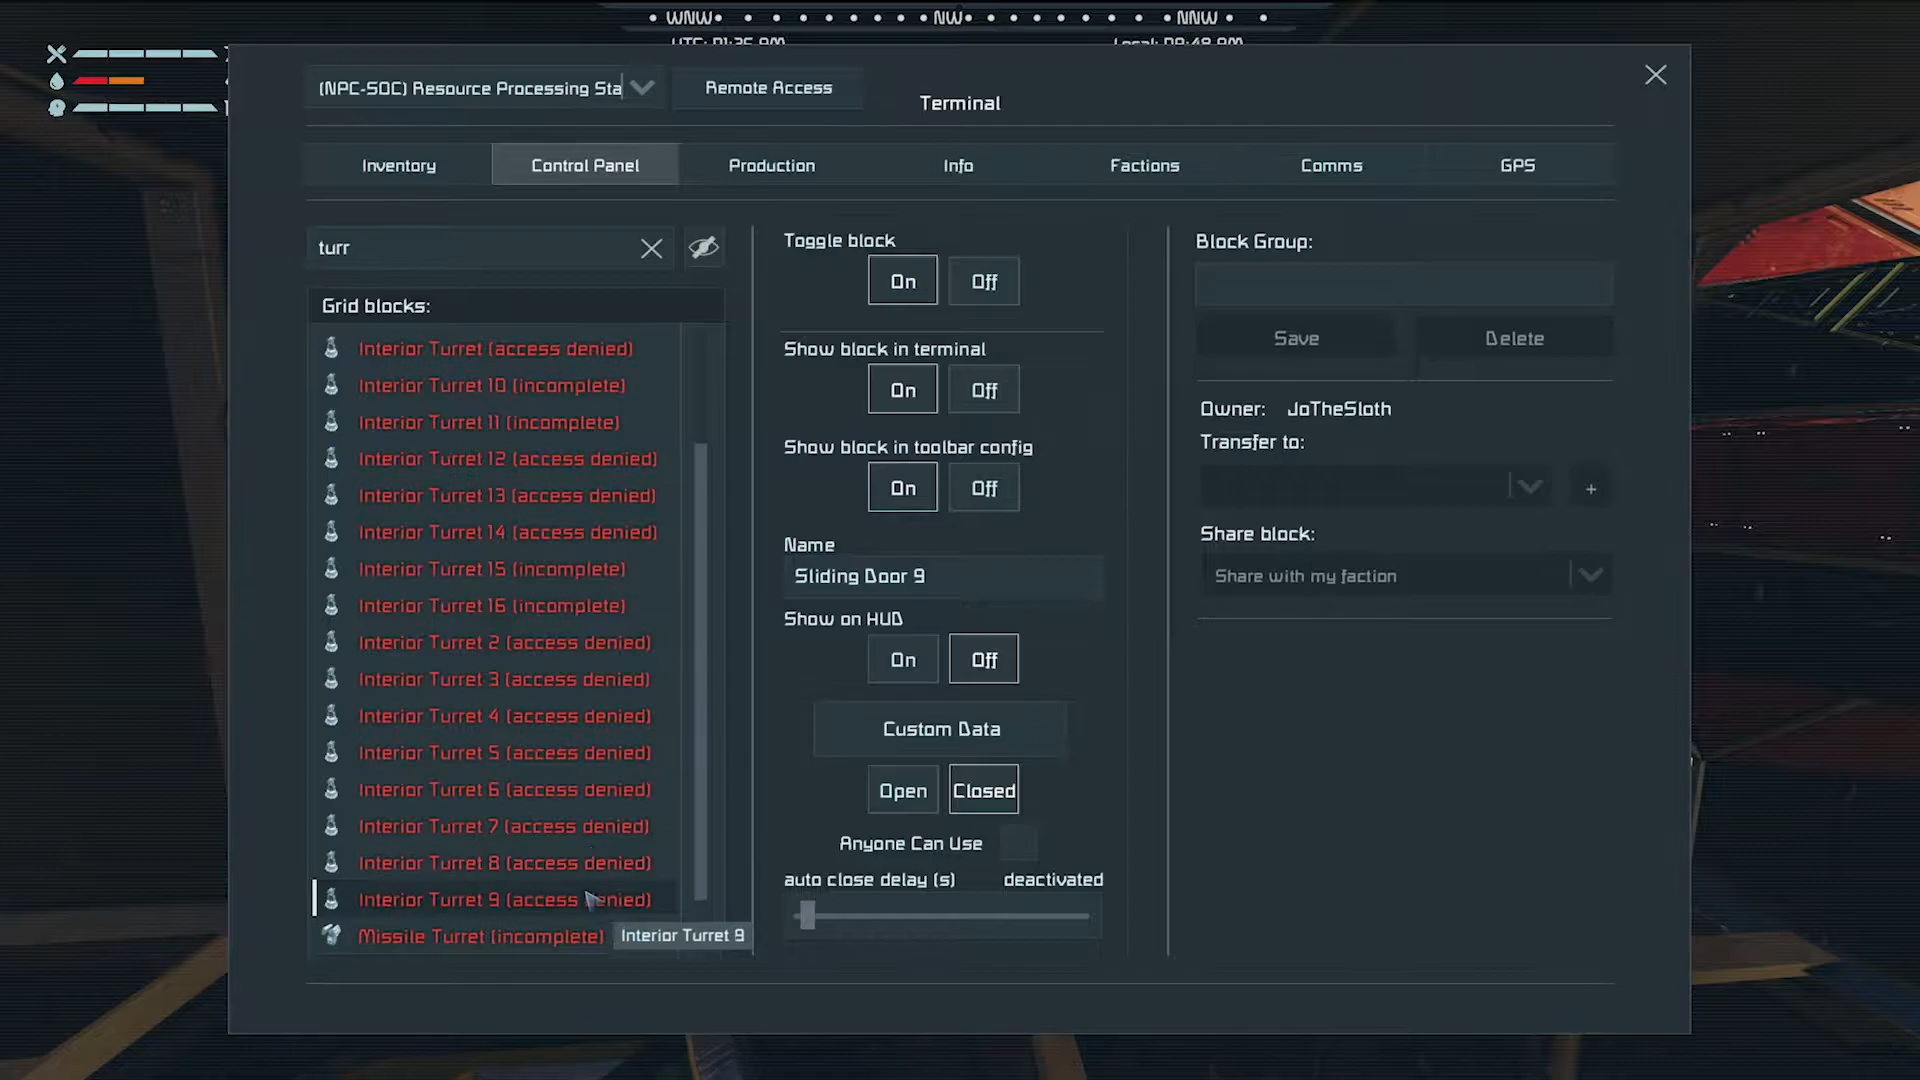 WNW NW NNW
(NPC-SOC) Resource Processing Sta
Remote Access
Terminal
Inventory
Control Panel
Production
Info
Factions
Comms
GPS
turr
Grid blocks:
Interior Turret (access denied)
Interior Turret 10 (incomplete)
Interior Turret 11 (incomplete)
Interior Turret 12 (access denied)
Interior Turret 13 (access denied)
Interior Turret 14 (access denied)
Interior Turret 15 (incomplete)
Interior Turret 16 (incomplete)
Interior Turret 2 (access denied)
Interior Turret 3 (access denied)
Interior Turret 4 (access denied)
Interior Turret 5 (access denied)
Interior Turret 6 (access denied)
Interior Turret 7 (access denied)
Interior Turret 8 (access denied)
Interior Turret 9 (access denied)
Missile Turret (incomplete)
Interior Turret 9
Toggle block
On Off
Show block in terminal
On Off
Show block in toolbar config
On Off
Name
Sliding Door 9
Show on HUD
On Off
Custom Data
Open Closed
Anyone Can Use
auto close delay (s) deactivated
Block Group:
Save Delete
Owner: JoTheSloth
Transfer to:
+
Share block:
Share with my faction